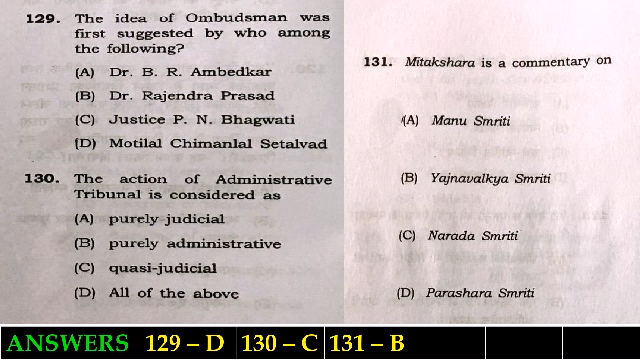 129. The idea of Ombudsman was
first suggested by who among
the following?
(A) Dr. B. R. Ambedkar
(B) Dr. Rajendra Prasad
(C) Justice P. N. Bhagwati
(D) Motilal Chimanlal Setalvad
130. The action of Administrative
Tribunal is considered as
(A) purely judicial
(B) purely administrative
(C) quasi-judicial
(D) All of the above
131. Mitakshara is a commentary on
(A) Manu Smriti
(B) Yajnavalkya Smriti
(C) Narada Smriti
(D) Parashara Smriti
ANSWERS 129 – D 130 – C 131 – B